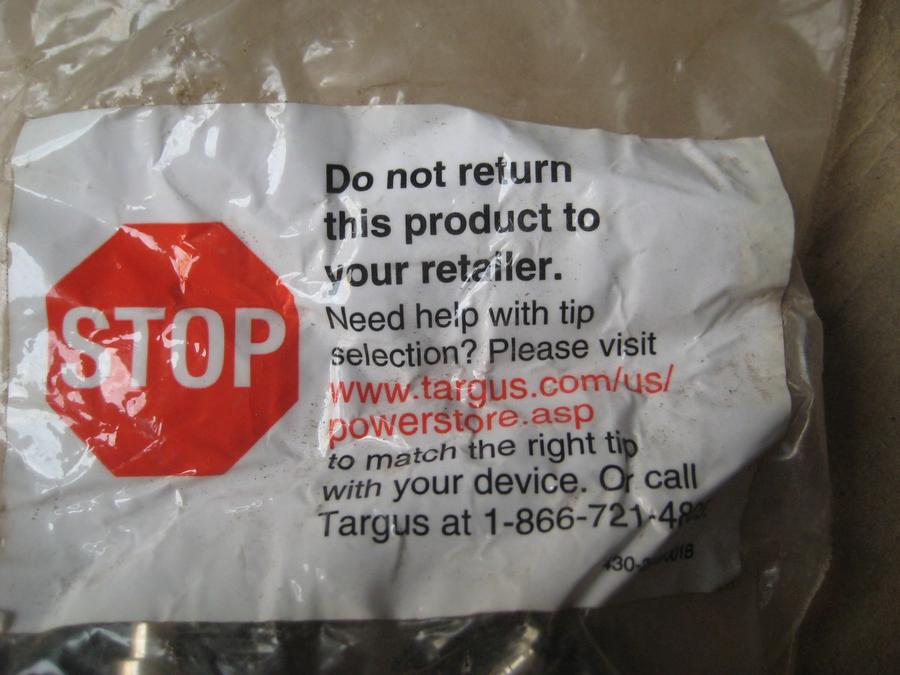 STOP
Do not return
this product to
your retailer.
Need help with tip
selection? Please visit
www.targus.com/us/
powerstore.asp
to match the right tip
with your device. Or call
Targus at